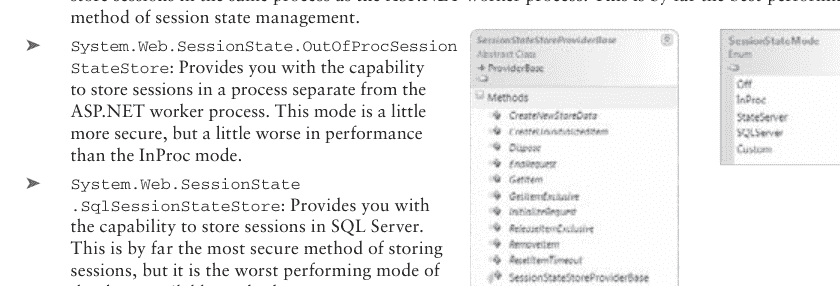 method of session state management.
➤ System.Web.SessionState.OutOfProcSession
StateStore: Provides you with the capability
to store sessions in a process separate from the
ASP.NET worker process. This mode is a little
more secure, but a little worse in performance
than the InProc mode.
➤ System.Web.SessionState
.SqlSessionStateStore: Provides you with
the capability to store sessions in SQL Server.
This is by far the most secure method of storing
sessions, but it is the worst performing mode of
SessionStateStoreProviderBase
Abstract Class
ProviderBase
Methods
CreateNewStoreData
CreateUninitializedItem
Dispose
EndRequest
GetItem
GetItemExclusive
InitializeRequest
ReleaseItemExclusive
RemoveItem
ResetItemTimeout
SessionStateStoreProviderBase
SessionStateMode
Enum
Off
InProc
StateServer
SQLServer
Custom